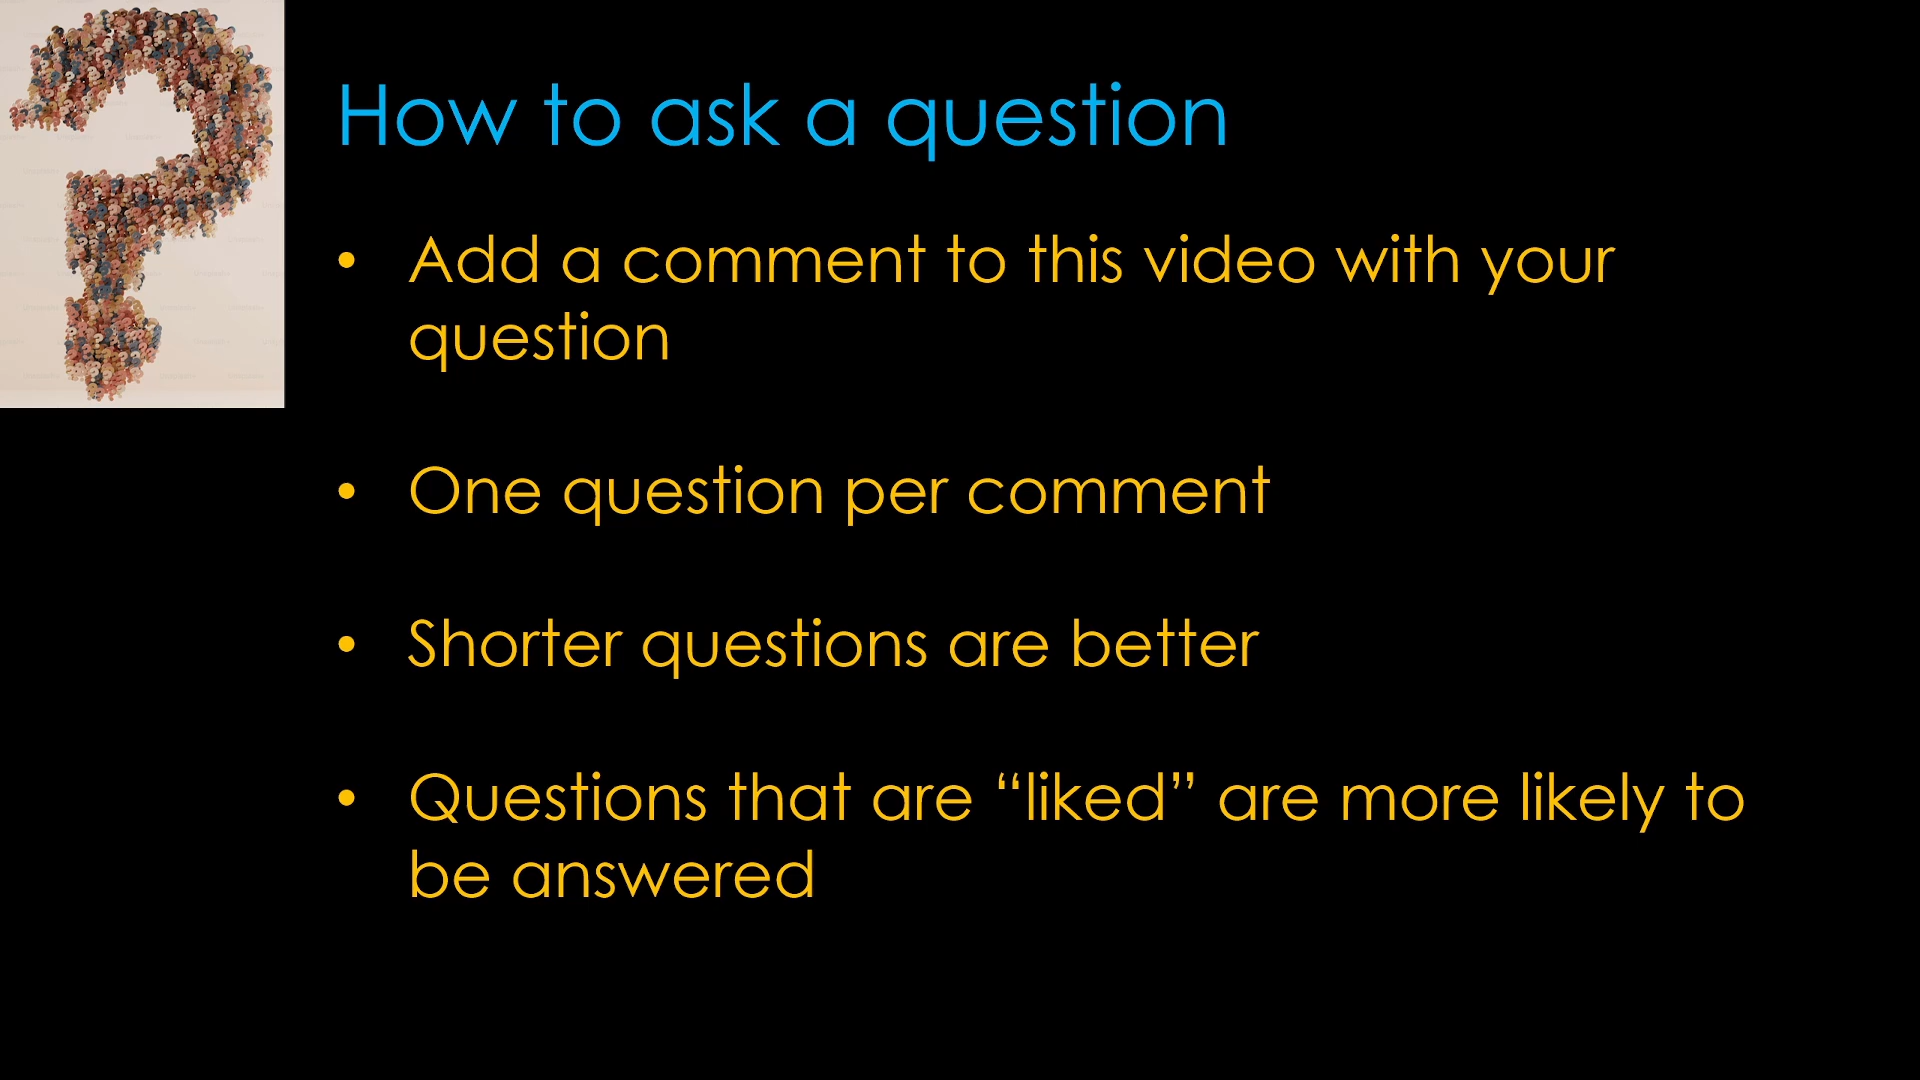 How to ask a question
• Add a comment to this video with your
question
• One question per comment
• Shorter questions are better
• Questions that are “liked” are more likely to
be answered